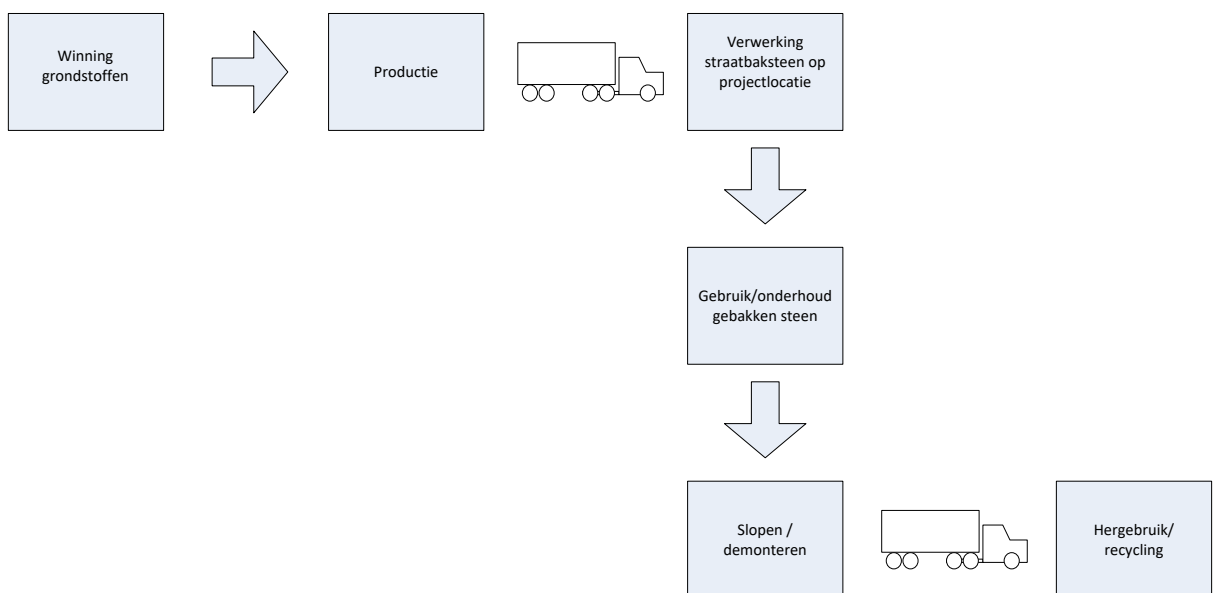 Winning
grondstoffen
Productie
Verwerking
straatbaksteen op
projectlocatie
Gebruik/onderhoud
gebakken steen
Slopen /
demonteren
Hergebruik/
recycling